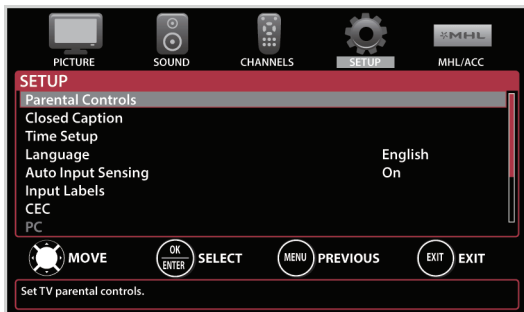 MHL
PICTURE SOUND CHANNELS SETUP MHL/ACC
SETUP
Parental Controls
Closed Caption
Time Setup
Language English
Auto Input Sensing On
Input Labels
CEC
PC
MOVE OK ENTER SELECT MENU PREVIOUS EXIT EXIT
Set TV parental controls.